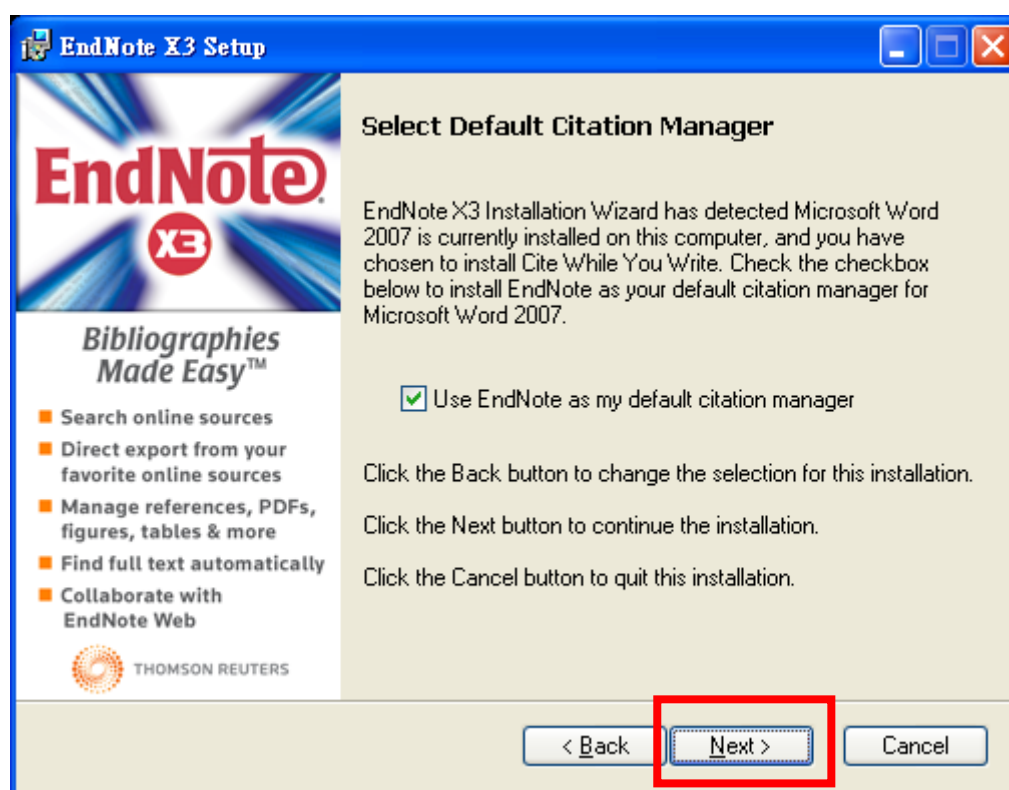 EndNote X3 Setup
EndNote
X3
Bibliographies
Made Easy™
Search online sources
Direct export from your
favorite online sources
Manage references, PDFs,
figures, tables & more
Find full text automatically
Collaborate with
EndNote Web
THOMSON REUTERS
Select Default Citation Manager
EndNote X3 Installation Wizard has detected Microsoft Word
2007 is currently installed on this computer, and you have
chosen to install Cite While You Write. Check the checkbox
below to install EndNote as your default citation manager for
Microsoft Word 2007.
Use EndNote as my default citation manager
Click the Back button to change the selection for this installation.
Click the Next button to continue the installation.
Click the Cancel button to quit this installation.
< Back Next > Cancel